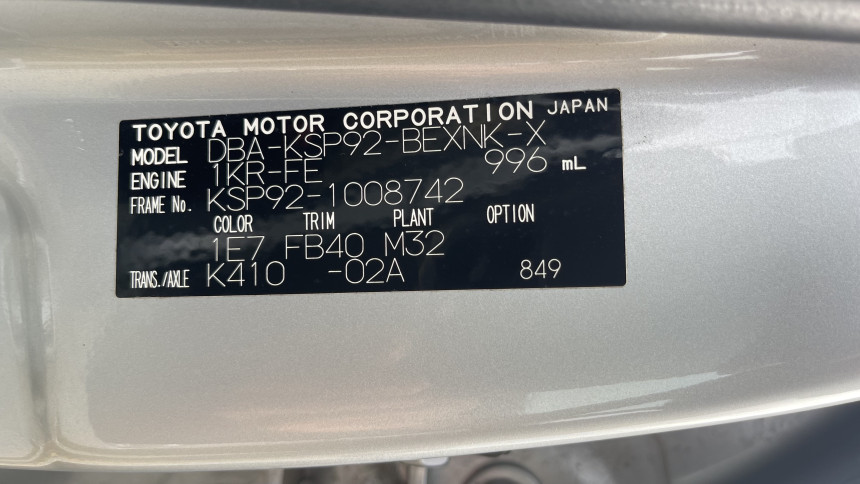 TOYOTA MOTOR CORPORATION JAPAN
MODEL DBA-KSP92-BEXNK-X
ENGINE 1KR-FE 996 mL
FRAME No. KSP92-1008742
COLOR TRIM PLANT OPTION
1E7 FB40 M32
TRANS./AXLE K410 -02A 849